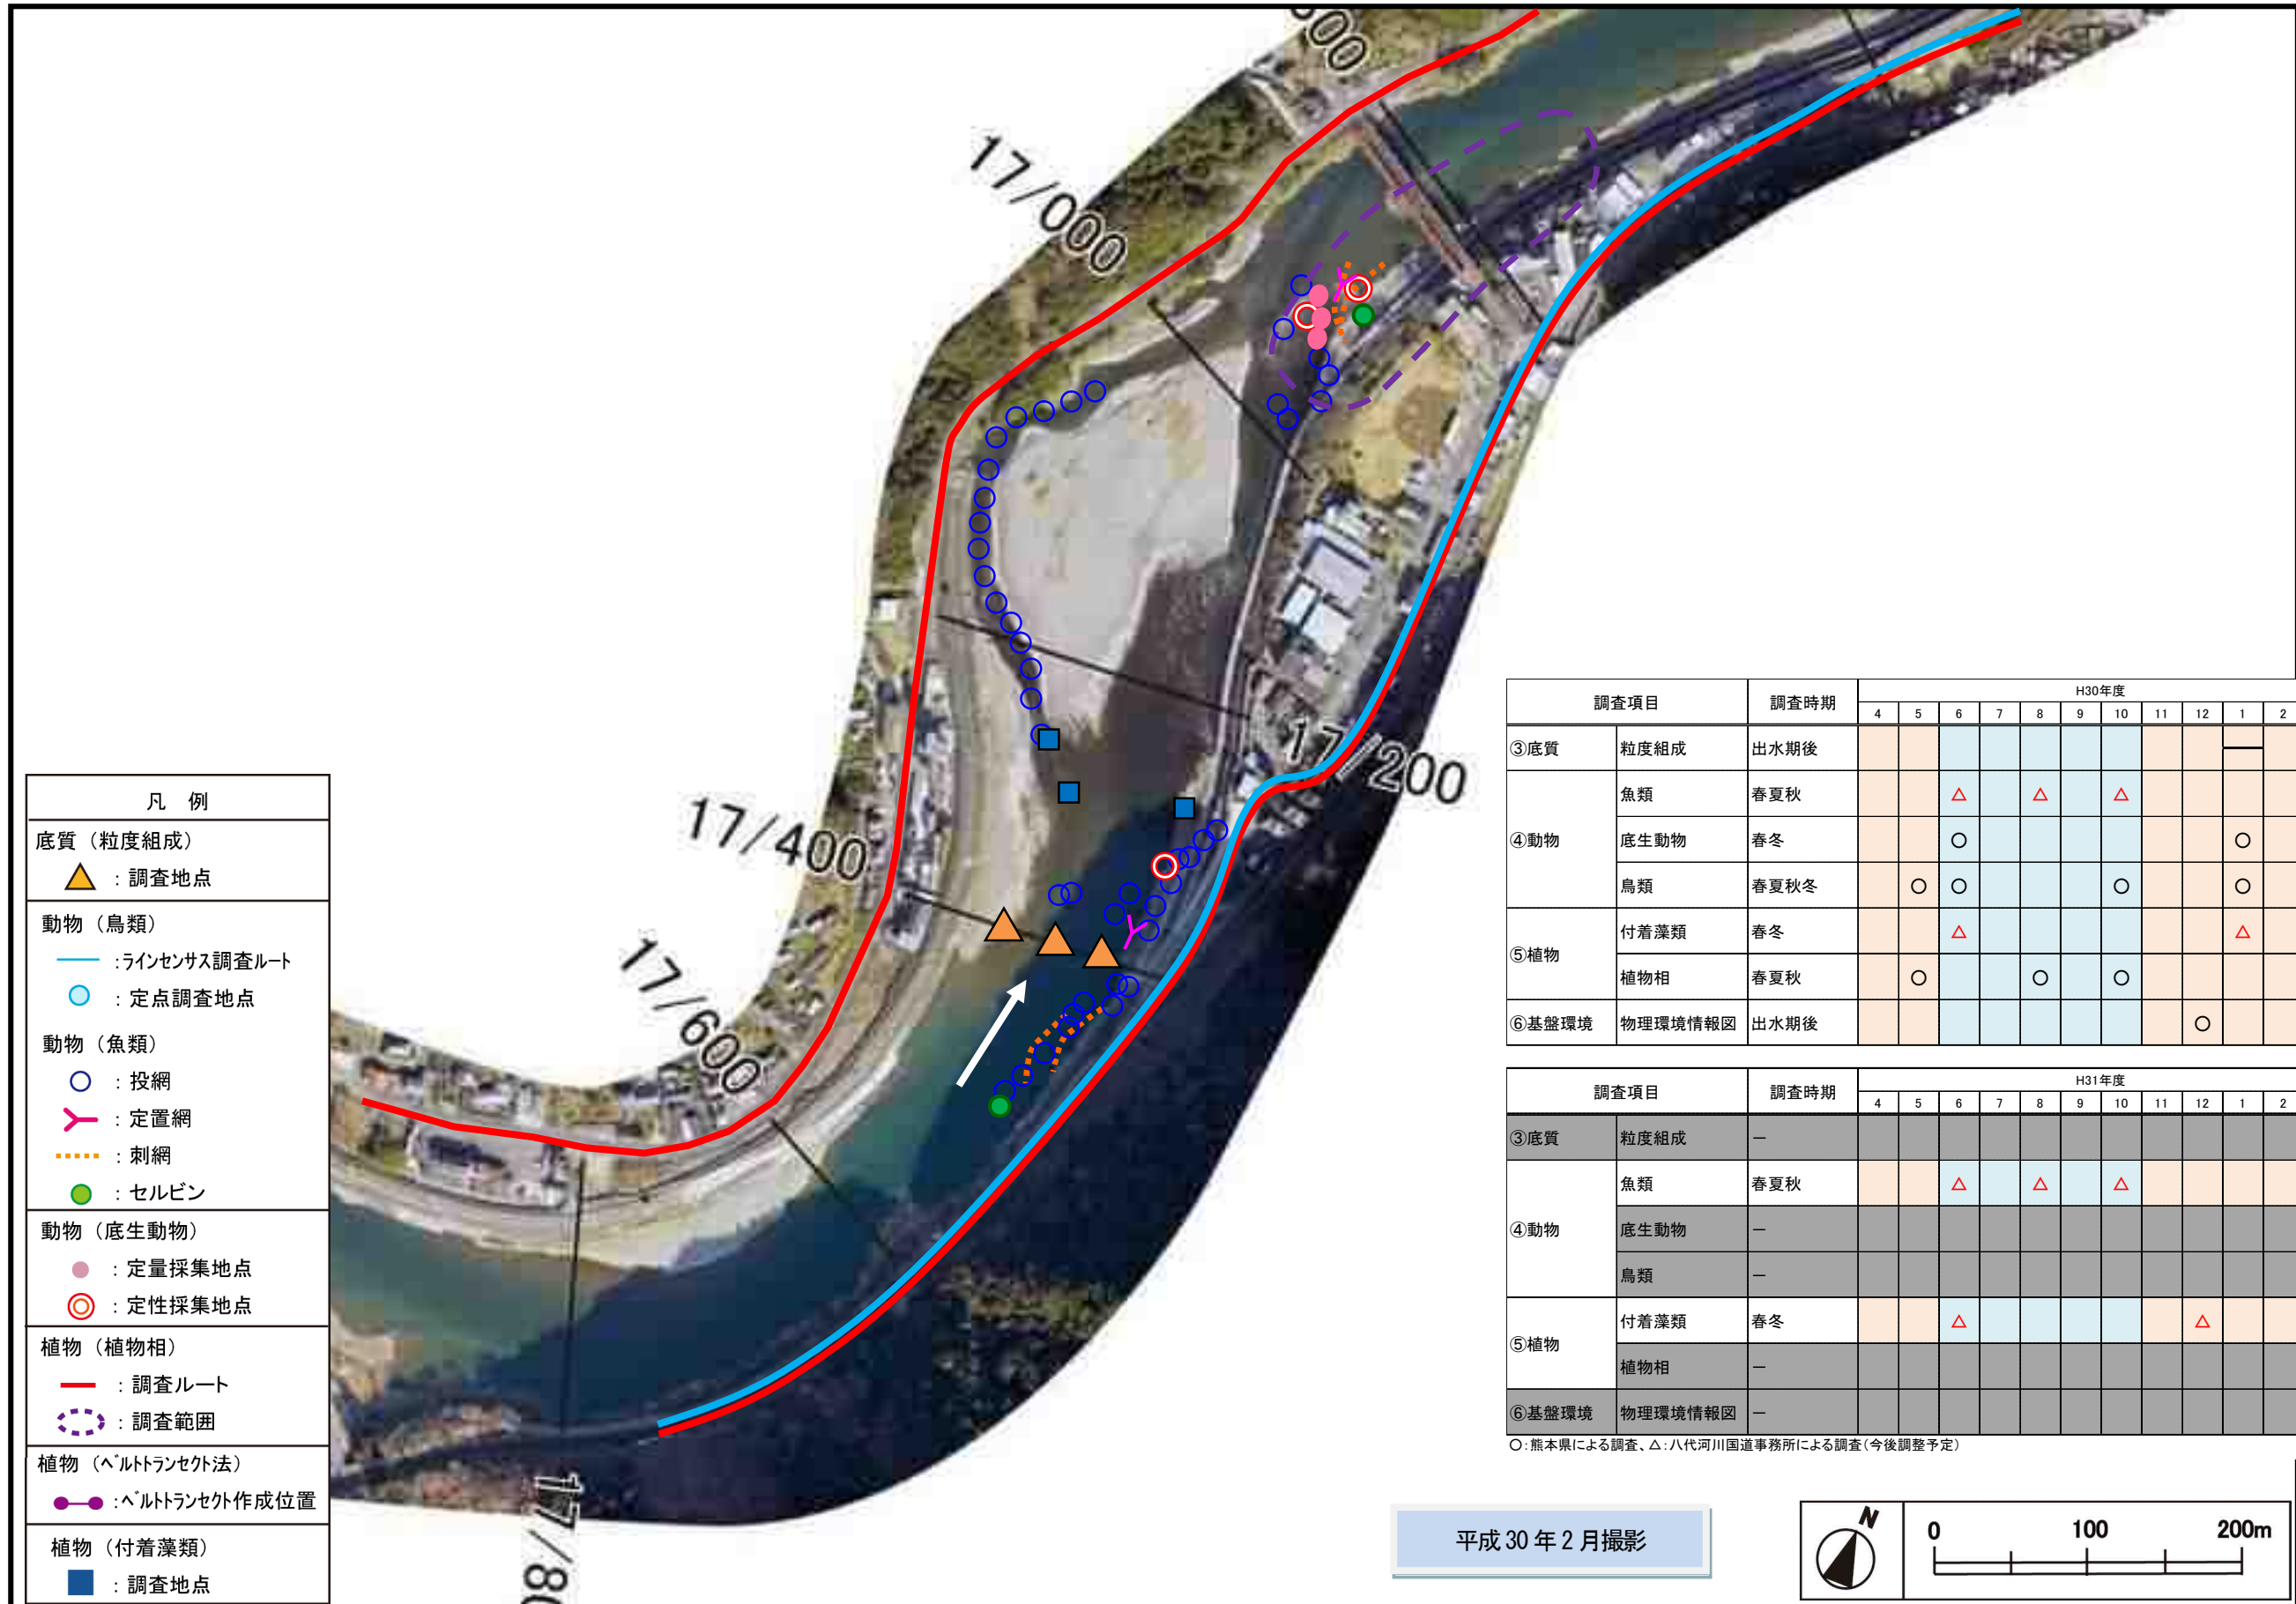 17/000
17/200
17/400
17/600
凡 例
底質（粒度組成）
：調査地点
動物（鳥類）
：ラインセンサス調査ルート
：定点調査地点
動物（魚類）
：投網
：定置網
：刺網
：セルビン
動物（底生動物）
：定量採集地点
：定性採集地点
植物（植物相）
：調査ルート
：調査範囲
植物（ベルトトランセクト法）
：ベルトトランセクト作成位置
植物（付着藻類）
：調査地点
調査項目 調査時期 H30年度
4 5 6 7 8 9 10 11 12 1 2
③底質 粒度組成 出水期後 ―
④動物 魚類 春夏秋 △ △ △
底生動物 春冬 ○ ○
鳥類 春夏秋冬 ○ ○ ○ ○
⑤植物 付着藻類 春冬 △ △
植物相 春夏秋 ○ ○ ○
⑥基盤環境 物理環境情報図 出水期後 ○
調査項目 調査時期 H31年度
4 5 6 7 8 9 10 11 12 1 2
③底質 粒度組成 ―
④動物 魚類 春夏秋 △ △ △
底生動物 ―
鳥類 ―
⑤植物 付着藻類 春冬 △ △
植物相 ―
⑥基盤環境 物理環境情報図 ―
○：熊本県による調査、△：八代河川国道事務所による調査（今後調整予定）
平成30年2月撮影
N
0 100 200m